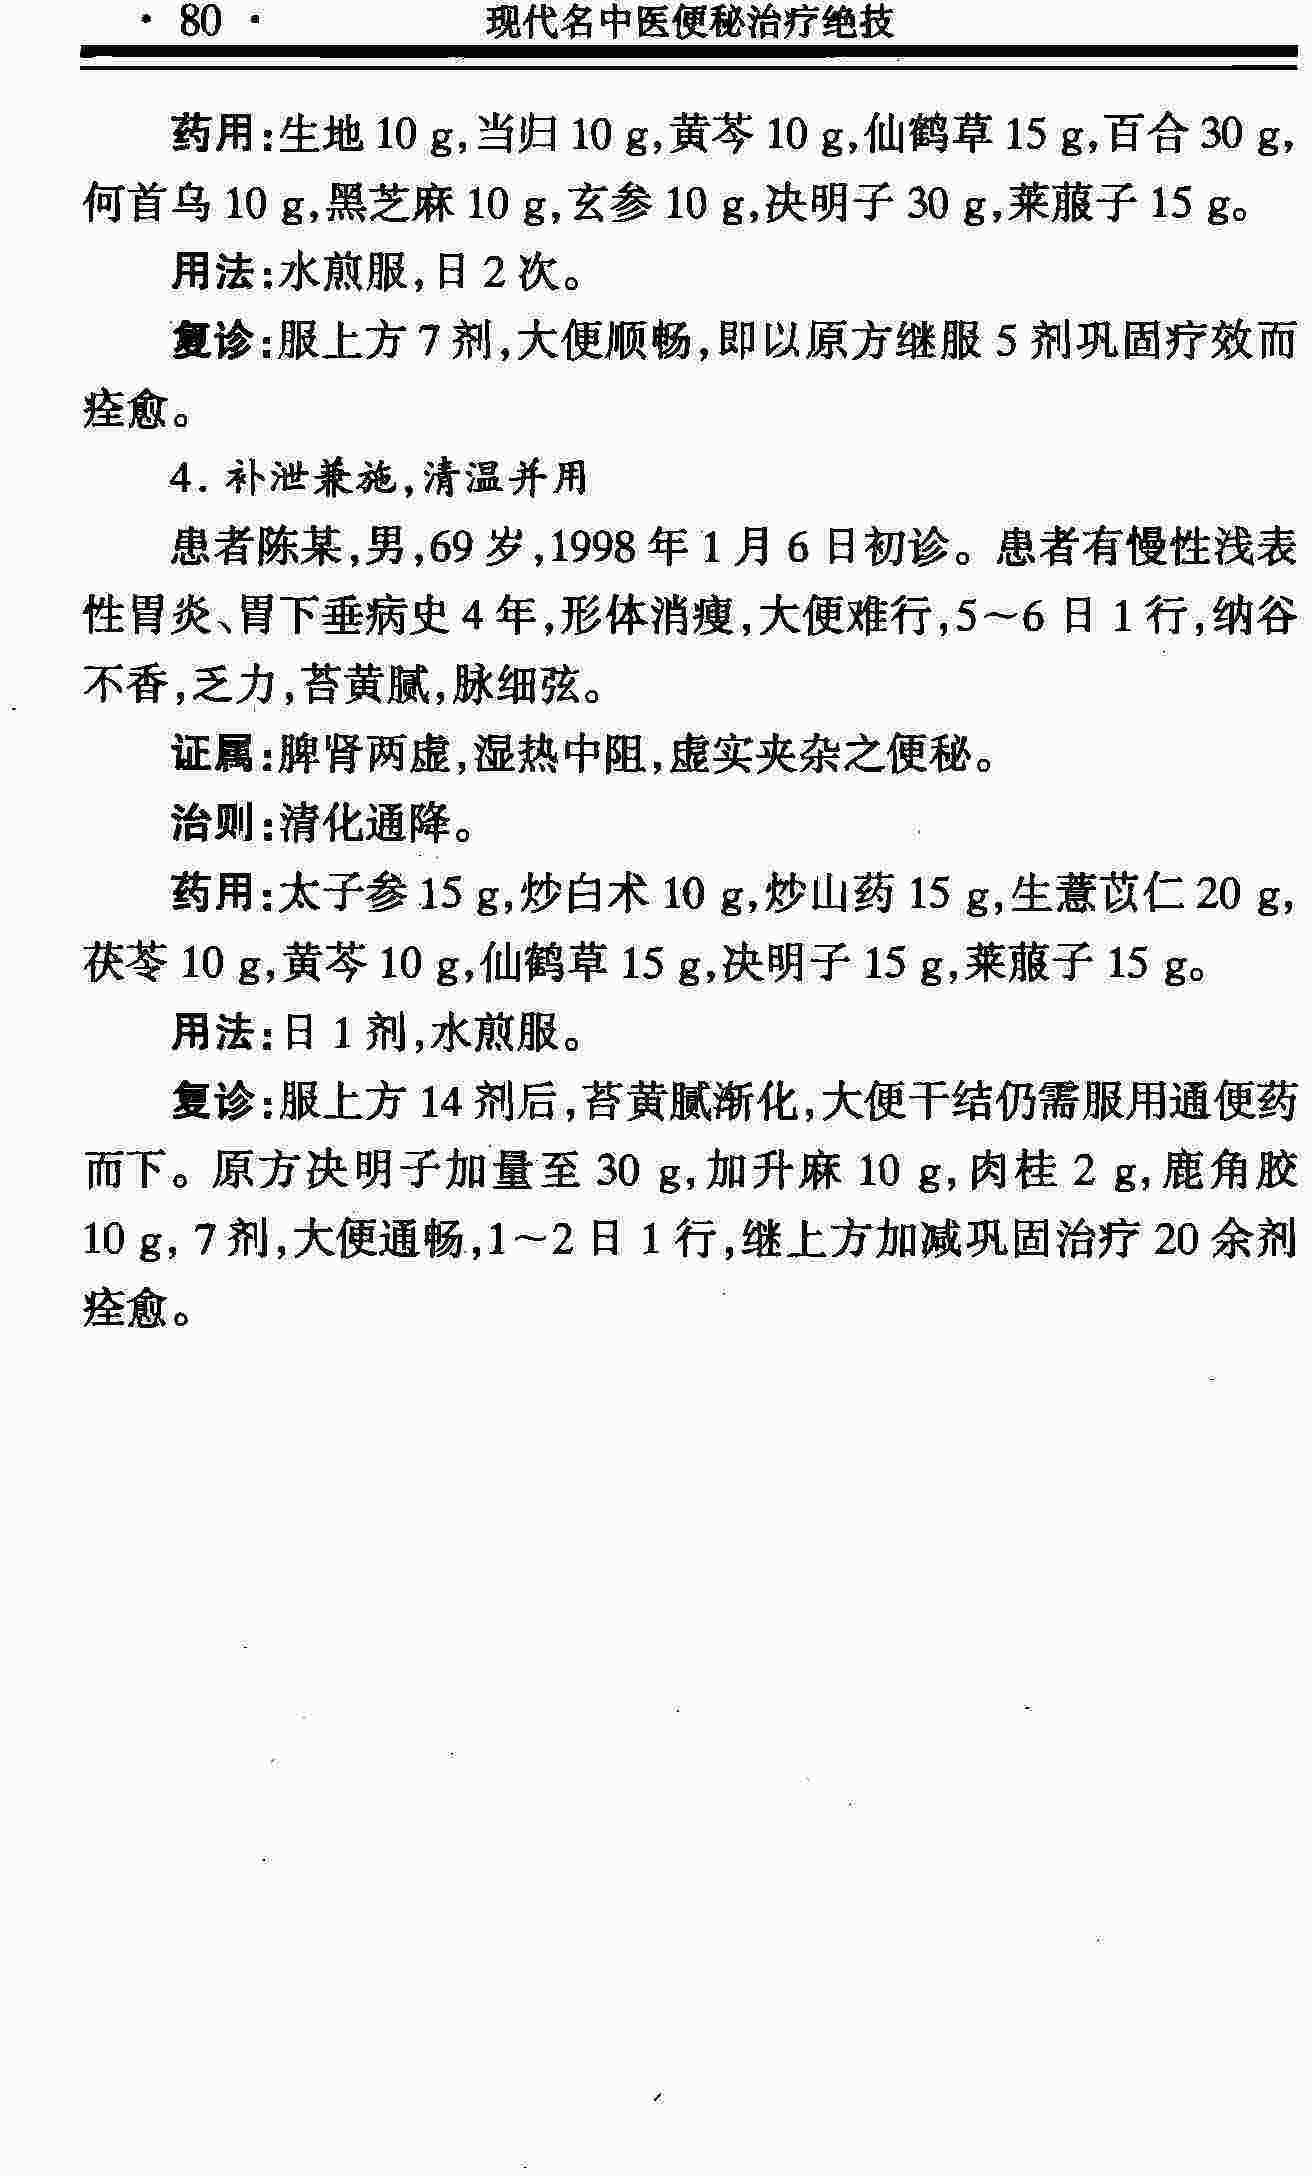 · 80 · 现代名中医便秘治疗绝技
药用:生地 10 g,当归 10 g,黄芩 10 g,仙鹤草 15 g,百合 30 g,
何首乌 10 g,黑芝麻 10 g,玄参 10 g,决明子 30 g,莱菔子 15 g。
用法:水煎服,日 2 次。
复诊:服上方 7 剂,大便顺畅,即以原方继服 5 剂巩固疗效而
痊愈。
4. 补泄兼施,清温并用
患者陈某,男,69 岁,1998 年 1 月 6 日初诊。患者有慢性浅表
性胃炎、胃下垂病史 4 年,形体消瘦,大便难行,5～6 日 1 行,纳谷
不香,乏力,苔黄腻,脉细弦。
证属:脾肾两虚,湿热中阻,虚实夹杂之便秘。
治则:清化通降。
药用:太子参 15 g,炒白术 10 g,炒山药 15 g,生薏苡仁 20 g,
茯苓 10 g,黄芩 10 g,仙鹤草 15 g,决明子 15 g,莱菔子 15 g。
用法:日 1 剂,水煎服。
复诊:服上方 14 剂后,苔黄腻渐化,大便干结仍需服用通便药
而下。原方决明子加量至 30 g,加升麻 10 g,肉桂 2 g,鹿角胶
10 g, 7 剂,大便通畅,1～2 日 1 行,继上方加减巩固治疗 20 余剂
痊愈。